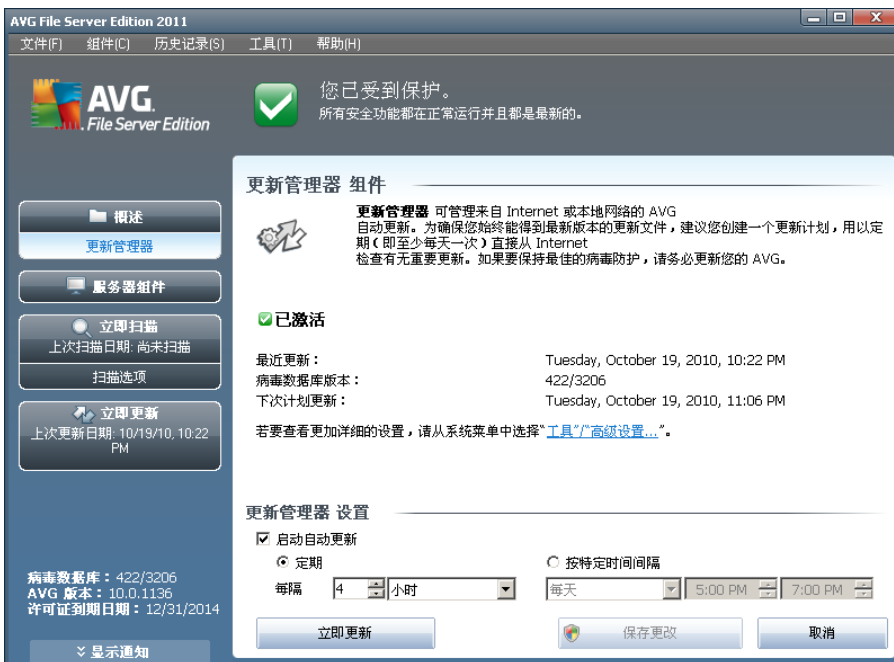 AVG File Server Edition 2011
文件(F) 组件(C) 历史记录(S) 工具(T) 帮助(H)
AVG.
File Server Edition
您已受到保护。
所有安全功能都在正常运行并且都是最新的。
概述
更新管理器
服务器组件
立即扫描
上次扫描日期: 尚未扫描
扫描选项
立即更新
上次更新日期: 10/19/10, 10:22
PM
病毒数据库：422/3206
AVG 版本：10.0.1136
许可证到期日期：12/31/2014
显示通知
更新管理器 组件
更新管理器 可管理来自 Internet 或本地网络的 AVG
自动更新。为确保您始终能得到最新版本的更新文件，建议您创建一个更新计划，用以定
期（即至少每天一次）直接从 Internet
检查有无重要更新。如果要保持最佳的病毒防护，请务必更新您的 AVG。
已激活
最近更新： Tuesday, October 19, 2010, 10:22 PM
病毒数据库版本： 422/3206
下次计划更新： Tuesday, October 19, 2010, 11:06 PM
若要查看更加详细的设置，请从系统菜单中选择“工具”/“高级设置...”。
更新管理器 设置
启动自动更新
定期 按特定时间间隔
每隔 4 小时 每天 5:00 PM 7:00 PM
立即更新 保存更改 取消